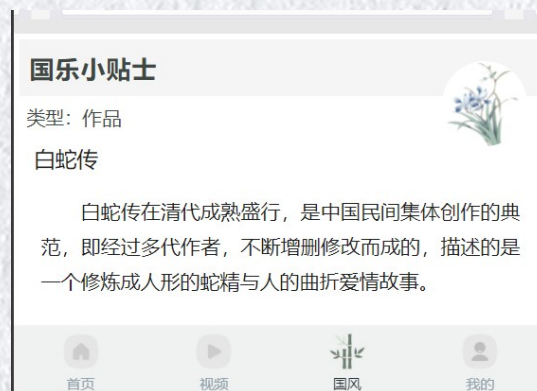 国乐小贴士
类型：作品
白蛇传
白蛇传在清代成熟盛行，是中国民间集体创作的典
范，即经过多代作者，不断增删修改而成的，描述的是
一个修炼成人形的蛇精与人的曲折爱情故事。
首页 视频 国风 我的